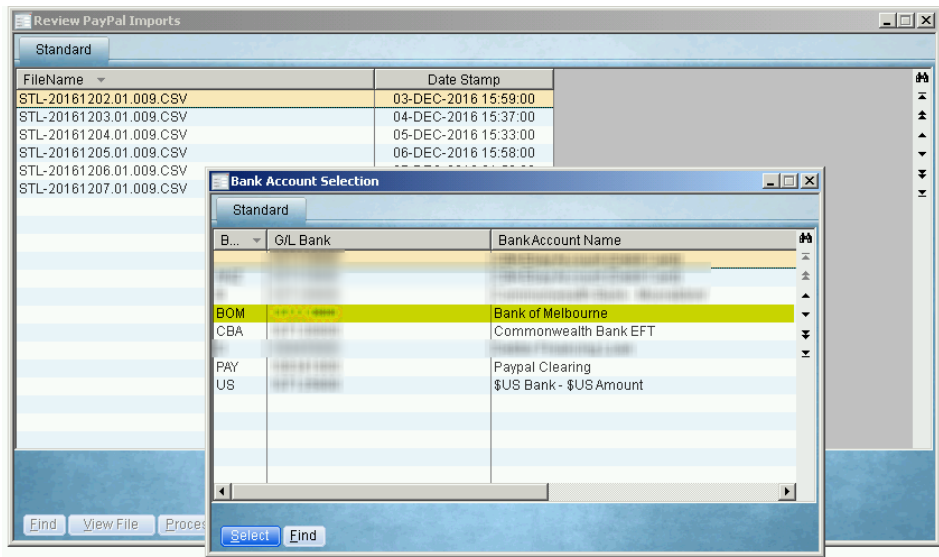 Review PayPal Imports
Standard
FileName Date Stamp
STL-20161202.01.009.CSV 03-DEC-2016 15:59:00
STL-20161203.01.009.CSV 04-DEC-2016 15:37:00
STL-20161204.01.009.CSV 05-DEC-2016 15:33:00
STL-20161205.01.009.CSV 06-DEC-2016 15:58:00
STL-20161206.01.009.CSV
STL-20161207.01.009.CSV
Bank Account Selection
Standard
B... G/L Bank BankAccount Name
BOM Bank of Melbourne
CBA Commonwealth Bank EFT
PAY Paypal Clearing
US $US Bank - $US Amount
Find View File Proces
Select Find